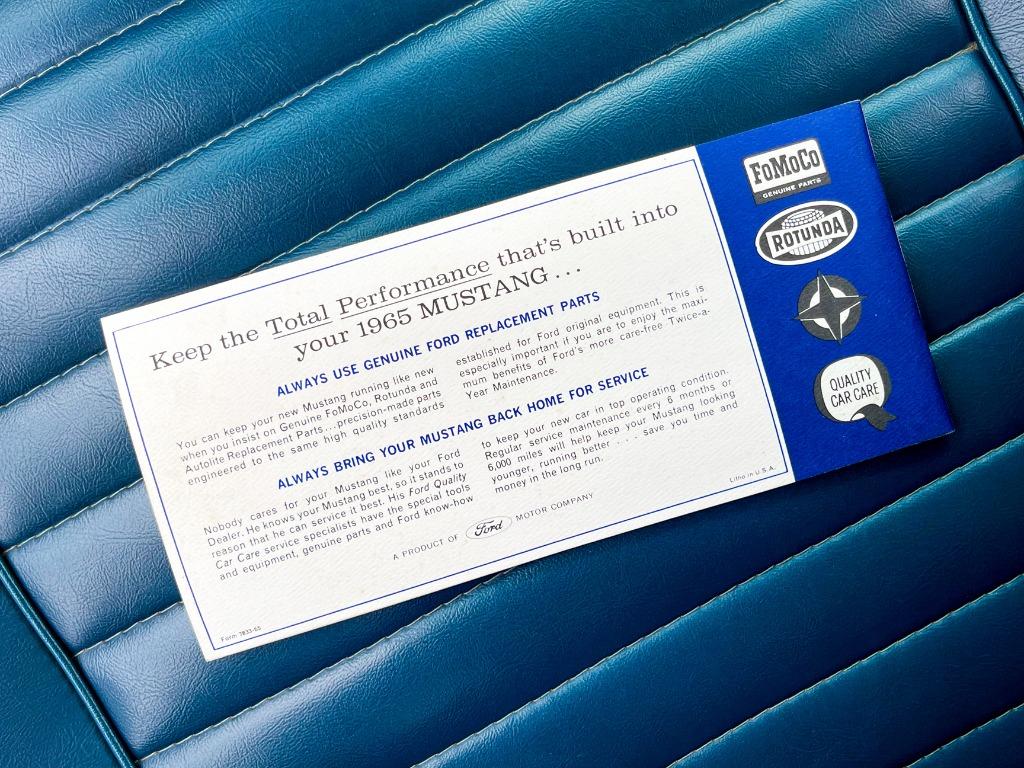 Keep the Total Performance that's built into
your 1965 MUSTANG ...
ALWAYS USE GENUINE FORD REPLACEMENT PARTS
You can keep your new Mustang running like new
when you insist on Genuine FoMoCo, Rotunda and
Autolite Replacement Parts...precision-made parts
engineered to the same high quality standards
established for Ford original equipment. This is
especially important if you are to enjoy the maxi-
mum benefits of Ford's more care-free Twice-a-
Year Maintenance.
ALWAYS BRING YOUR MUSTANG BACK HOME FOR SERVICE
Nobody cares for your Mustang like your Ford
Dealer. He knows your Mustang best, so it stands to
reason that he can service it best. His Ford Quality
Car Care service specialists have the special tools
and equipment, genuine parts and Ford know-how
to keep your new car in top operating condition.
Regular service maintenance every 6 months or
6,000 miles will help keep your Mustang looking
younger, running better . . . save you time and
money in the long run.
A PRODUCT OF Ford MOTOR COMPANY
Form 7833-65
Litho in U.S.A.
FoMoCo
GENUINE PARTS
ROTUNDA
QUALITY
CAR CARE